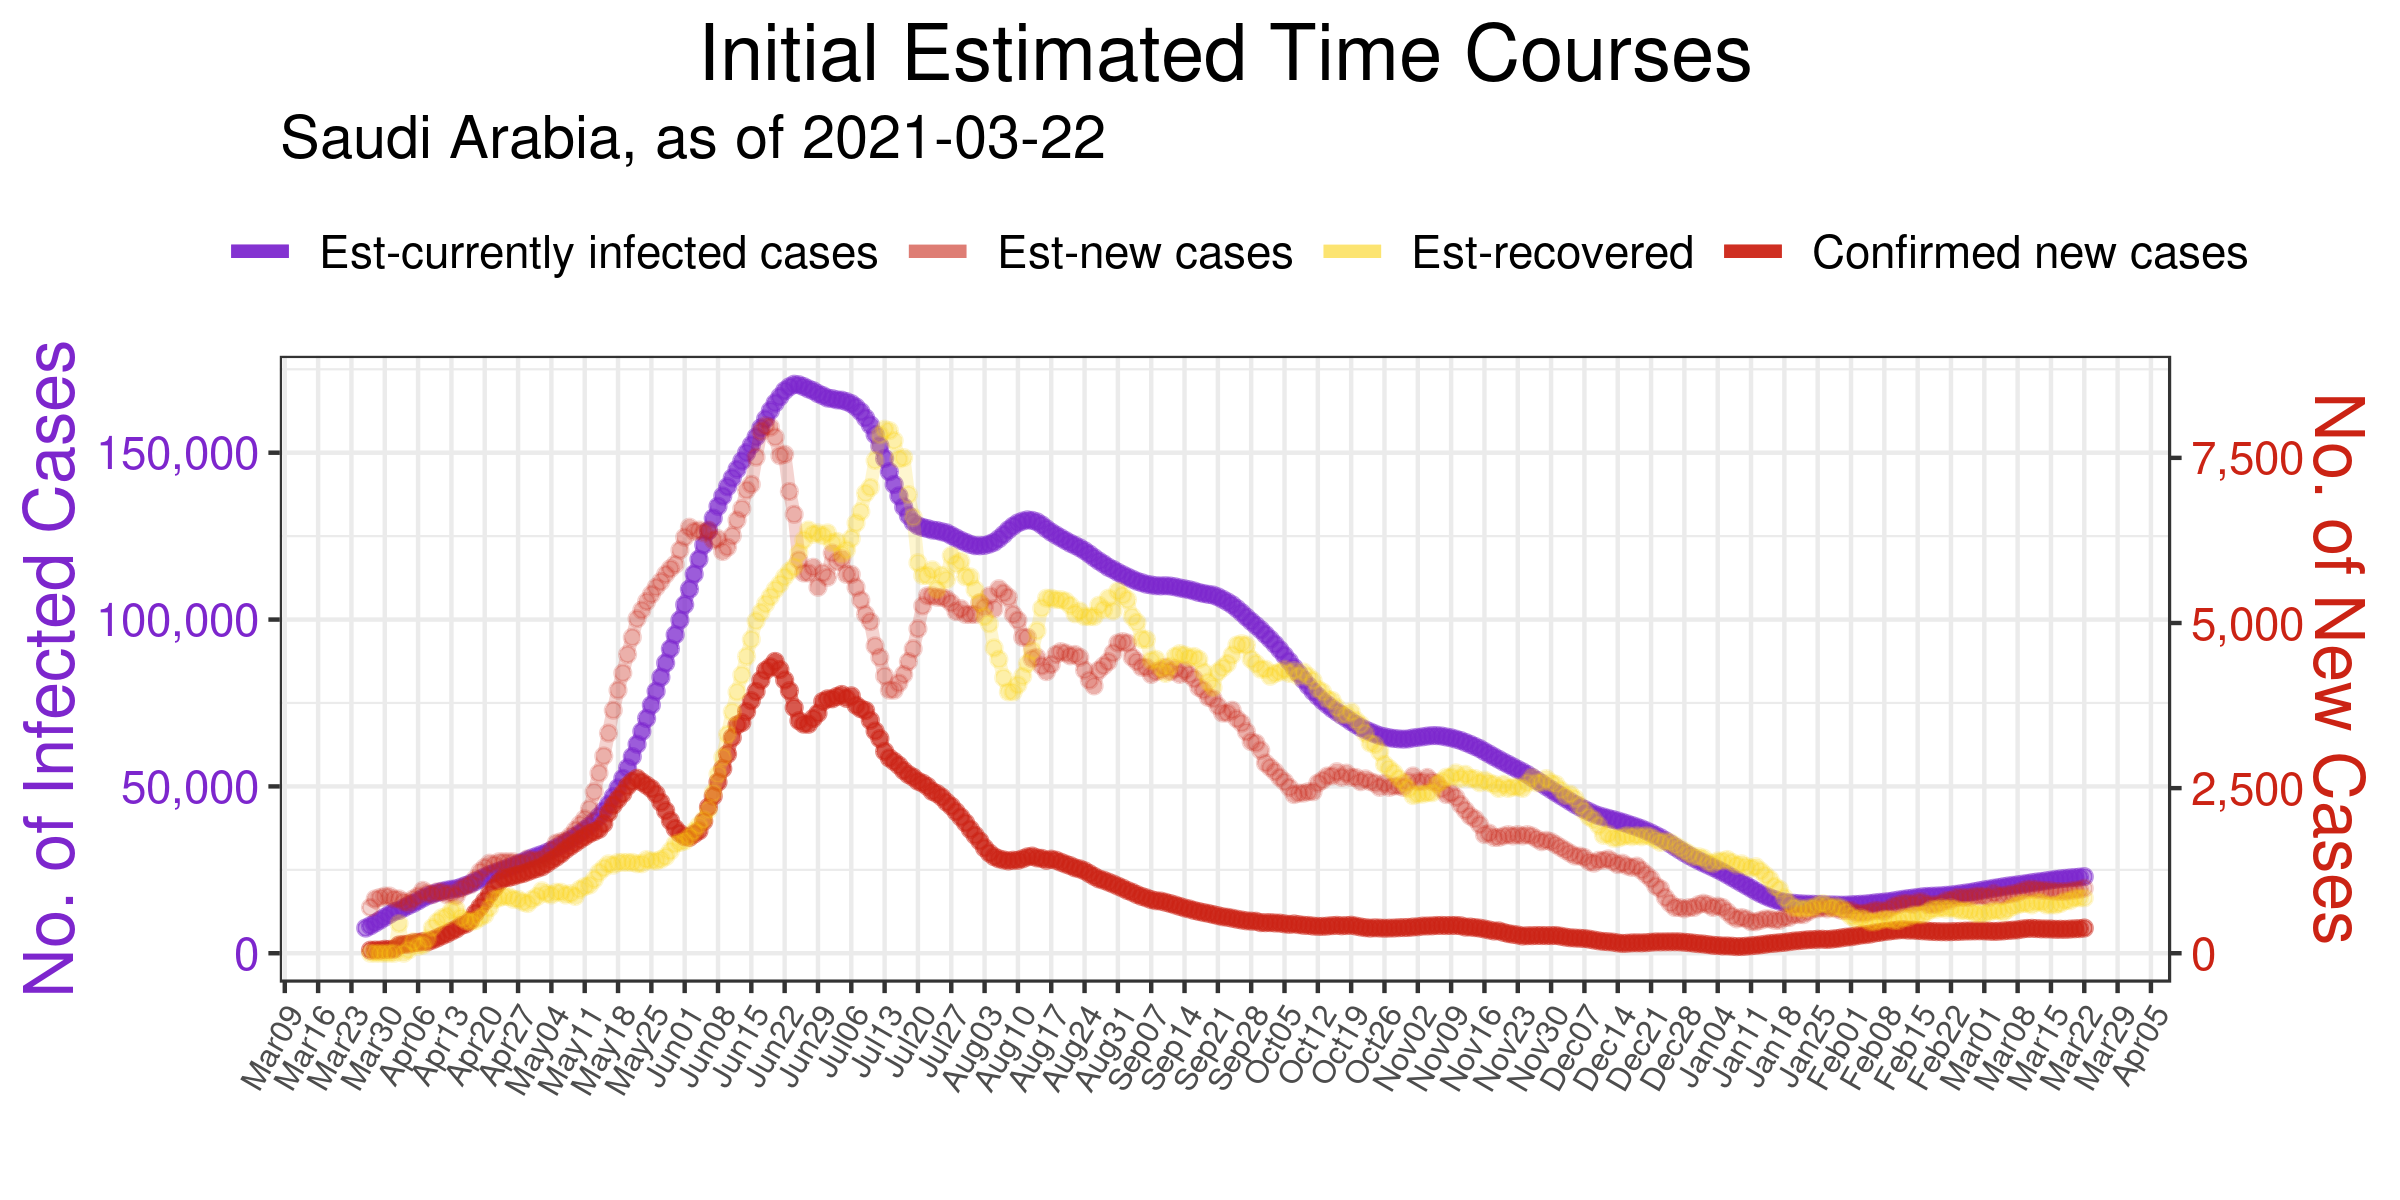 Initial Estimated Time Courses
Saudi Arabia, as of 2021-03-22
Est-currently infected cases Est-new cases Est-recovered Confirmed new cases
No. of Infected Cases
150,000
100,000
50,000
0
7,500
5,000
2,500
0
No. of New Cases
Mar09 Mar16 Mar23 Mar30 Apr06 Apr13 Apr20 Apr27 May04 May11 May18 May25 Jun01 Jun08 Jun15 Jun22 Jun29 Jul06 Jul13 Jul20 Jul27 Aug03 Aug10 Aug17 Aug24 Aug31 Sep07 Sep14 Sep21 Sep28 Oct05 Oct12 Oct19 Oct26 Nov02 Nov09 Nov16 Nov23 Nov30 Dec07 Dec14 Dec21 Dec28 Jan04 Jan11 Jan18 Jan25 Feb01 Feb08 Feb15 Feb22 Mar01 Mar08 Mar15 Mar22 Mar29 Apr05